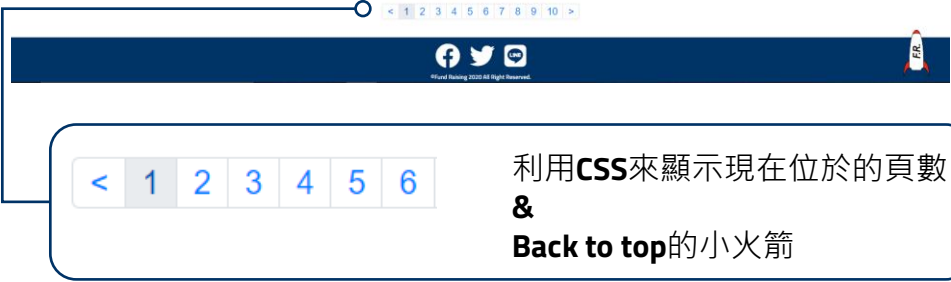 < 1 2 3 4 5 6 7 8 9 10 >
F.R.
LINE
©Fund Raising 2020 All Right Reserved.
< 1 2 3 4 5 6
利用CSS來顯示現在位於的頁數
&
Back to top的小火箭